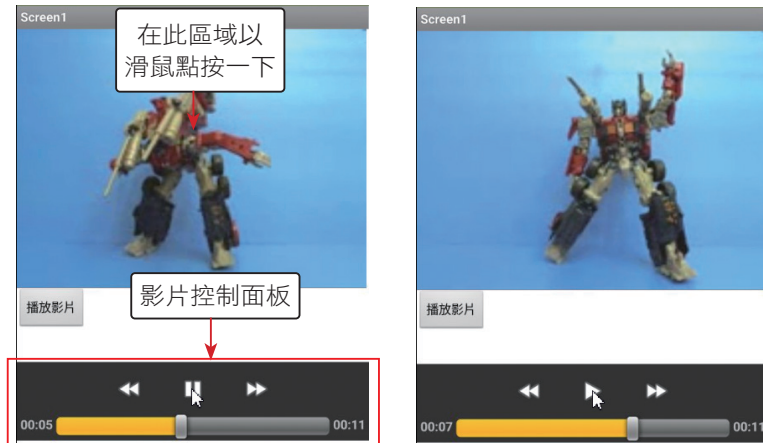 Screen1
在此區域以
滑鼠點按一下
影片控制面板
播放影片
00:05
00:11
Screen1
播放影片
00:07
00:11